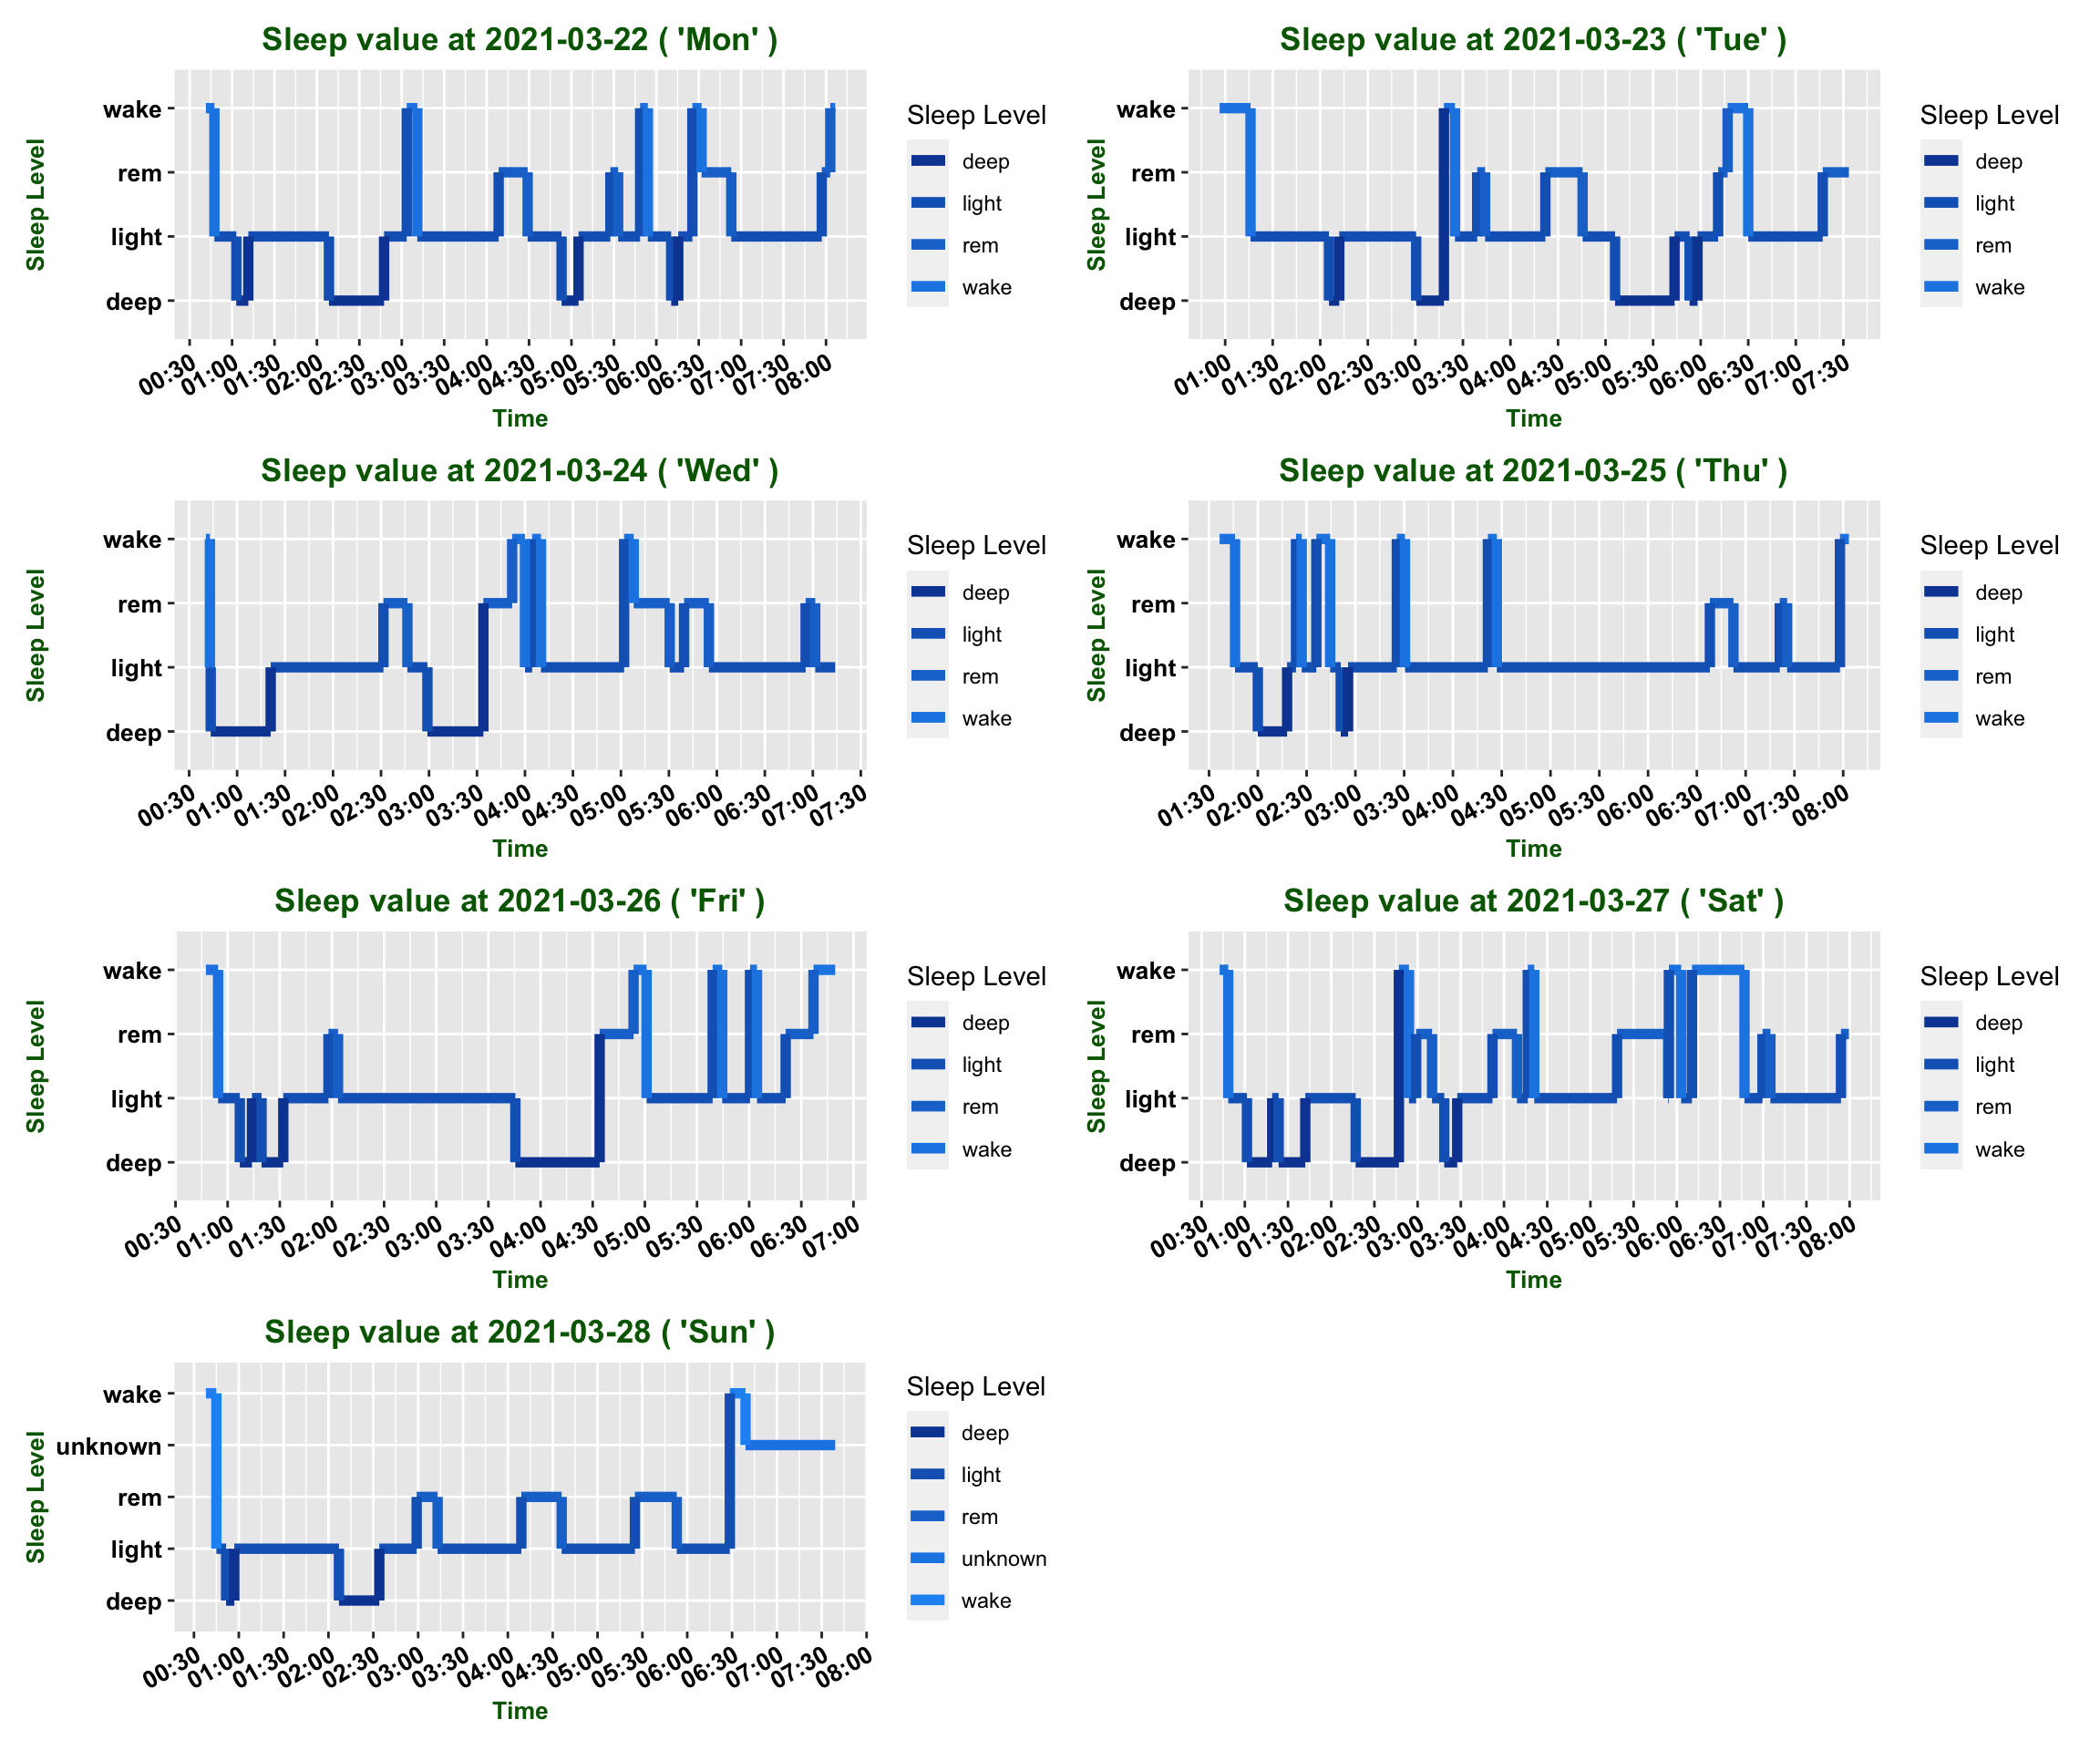 Sleep value at 2021-03-22 ( 'Mon' )
Sleep Level
wake
rem
light
deep
00:30 01:00 01:30 02:00 02:30 03:00 03:30 04:00 04:30 05:00 05:30 06:00 06:30 07:00 07:30 08:00
Time
Sleep Level
deep
light
rem
wake
Sleep value at 2021-03-23 ( 'Tue' )
Sleep Level
wake
rem
light
deep
01:00 01:30 02:00 02:30 03:00 03:30 04:00 04:30 05:00 05:30 06:00 06:30 07:00 07:30
Time
Sleep Level
deep
light
rem
wake
Sleep value at 2021-03-24 ( 'Wed' )
Sleep Level
wake
rem
light
deep
00:30 01:00 01:30 02:00 02:30 03:00 03:30 04:00 04:30 05:00 05:30 06:00 06:30 07:00 07:30
Time
Sleep Level
deep
light
rem
wake
Sleep value at 2021-03-25 ( 'Thu' )
Sleep Level
wake
rem
light
deep
01:30 02:00 02:30 03:00 03:30 04:00 04:30 05:00 05:30 06:00 06:30 07:00 07:30 08:00
Time
Sleep Level
deep
light
rem
wake
Sleep value at 2021-03-26 ( 'Fri' )
Sleep Level
wake
rem
light
deep
00:30 01:00 01:30 02:00 02:30 03:00 03:30 04:00 04:30 05:00 05:30 06:00 06:30 07:00
Time
Sleep Level
deep
light
rem
wake
Sleep value at 2021-03-27 ( 'Sat' )
Sleep Level
wake
rem
light
deep
00:30 01:00 01:30 02:00 02:30 03:00 03:30 04:00 04:30 05:00 05:30 06:00 06:30 07:00 07:30 08:00
Time
Sleep Level
deep
light
rem
wake
Sleep value at 2021-03-28 ( 'Sun' )
Sleep Level
wake
unknown
rem
light
deep
00:30 01:00 01:30 02:00 02:30 03:00 03:30 04:00 04:30 05:00 05:30 06:00 06:30 07:00 07:30 08:00
Time
Sleep Level
deep
light
rem
unknown
wake